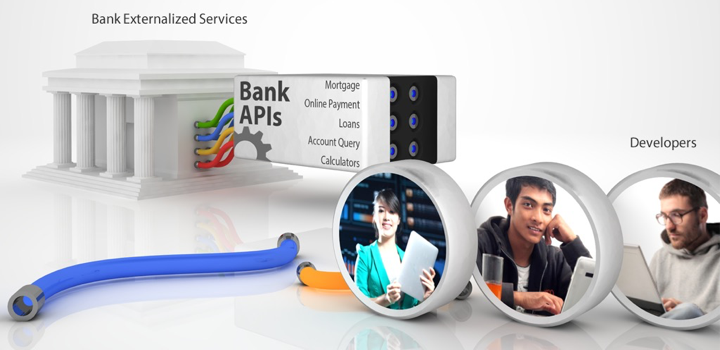 Bank Externalized Services
Bank
APIs
Mortgage
Online Payment
Loans
Account Query
Calculators
Developers